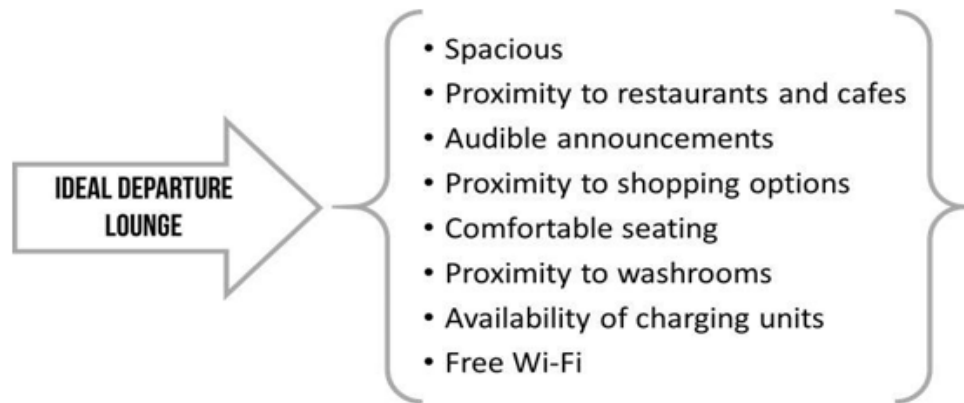 IDEAL DEPARTURE
LOUNGE
• Spacious
• Proximity to restaurants and cafes
• Audible announcements
• Proximity to shopping options
• Comfortable seating
• Proximity to washrooms
• Availability of charging units
• Free Wi-Fi